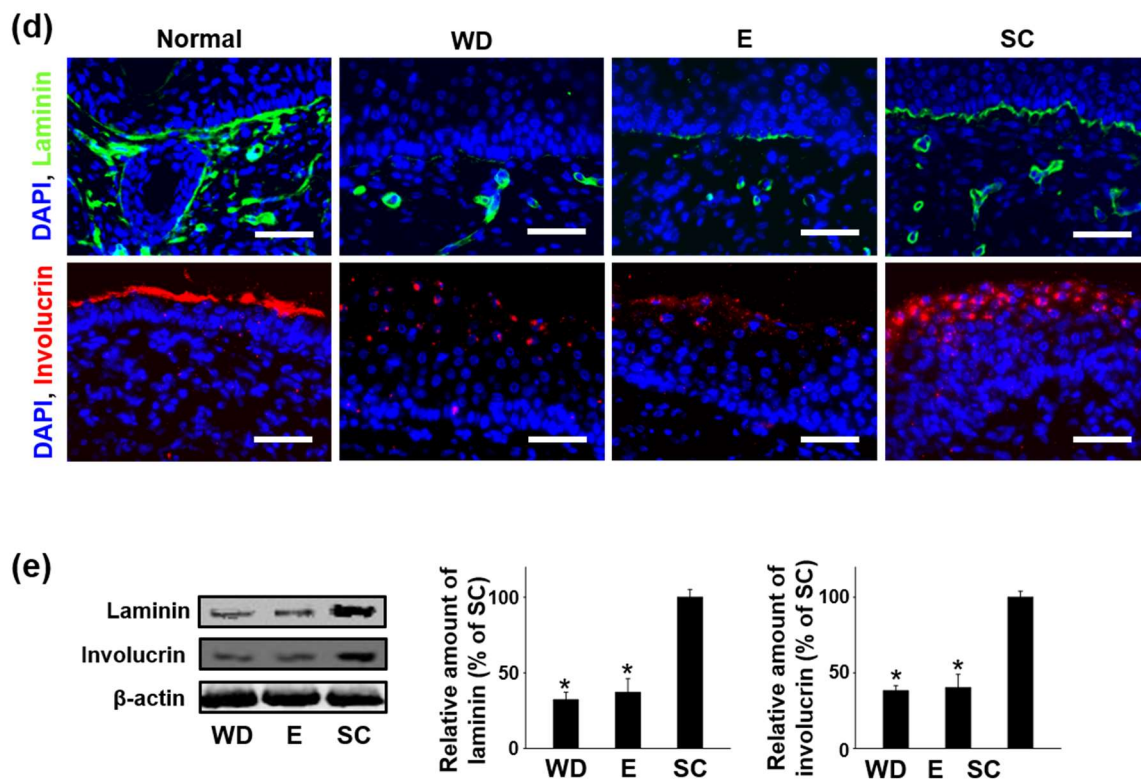 (d)
Normal WD E SC
DAPI, Laminin
DAPI, Involucrin
(e)
Laminin
Involucrin
β-actin
WD E SC
Relative amount of
laminin (% of SC)
100
50
0
* *
WD E SC
Relative amount of
involucrin (% of SC)
100
50
0
* *
WD E SC